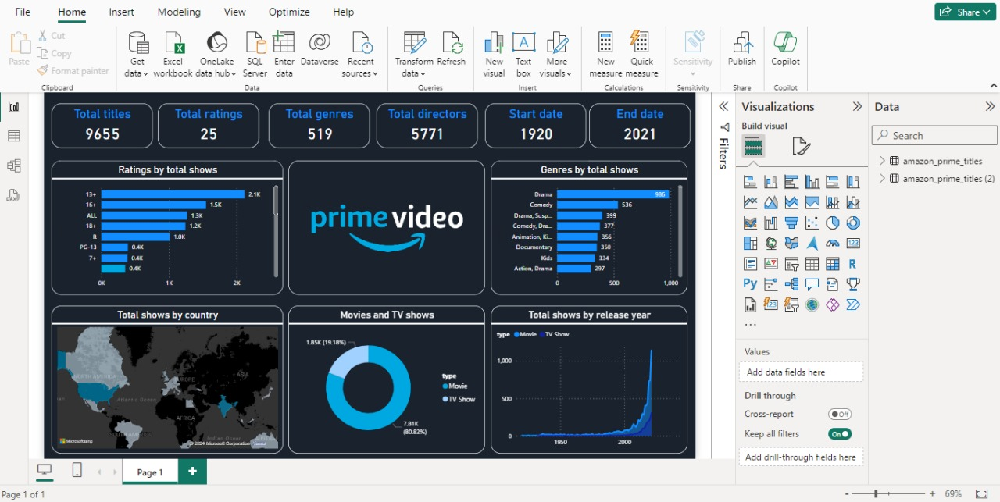 File Home Insert Modeling View Optimize Help Share
Paste
Cut
Copy
Format painter
Clipboard
Get data
Excel workbook
OneLake data hub
SQL Server
Enter data
Dataverse
Recent sources
Data
Transform data
Refresh
Queries
New visual
Text box
More visuals
Insert
New measure
Quick measure
Calculations
Sensitivity
Sensitivity
Publish
Share
Copilot
Copilot
Total titles
9655
Total ratings
25
Total genres
519
Total directors
5771
Start date
1920
End date
2021
Ratings by total shows
13+ 2.1K
16+ 1.5K
ALL 1.3K
18+ 1.2K
R 1.0K
PG-13 0.4K
7+ 0.4K
0.4K
0K 1K 2K
prime video
Genres by total shows
Drama 986
Comedy 536
Drama, Susp... 399
Comedy, Dra... 377
Animation, Ki... 356
Documentary 350
Kids 334
Action, Drama 297
0 500 1,000
Total shows by country
NORTH AMERICA
EUROPE
ASIA
Atlantic Ocean
AFRICA
SOUTH AMERICA
Indian Ocean
Microsoft Bing
© 2024 Microsoft Corporation Terms
Movies and TV shows
1.85K (19.18%)
7.81K
(80.82%)
type
Movie
TV Show
Total shows by release year
type Movie TV Show
1,000
500
0
1950 2000
Filters
Visualizations
Build visual
123
R
Py
123
...
Values
Add data fields here
Drill through
Cross-report Off
Keep all filters On
Add drill-through fields here
Data
Search
amazon_prime_titles
amazon_prime_titles (2)
DAX
Page 1 +
Page 1 of 1
- + 69%